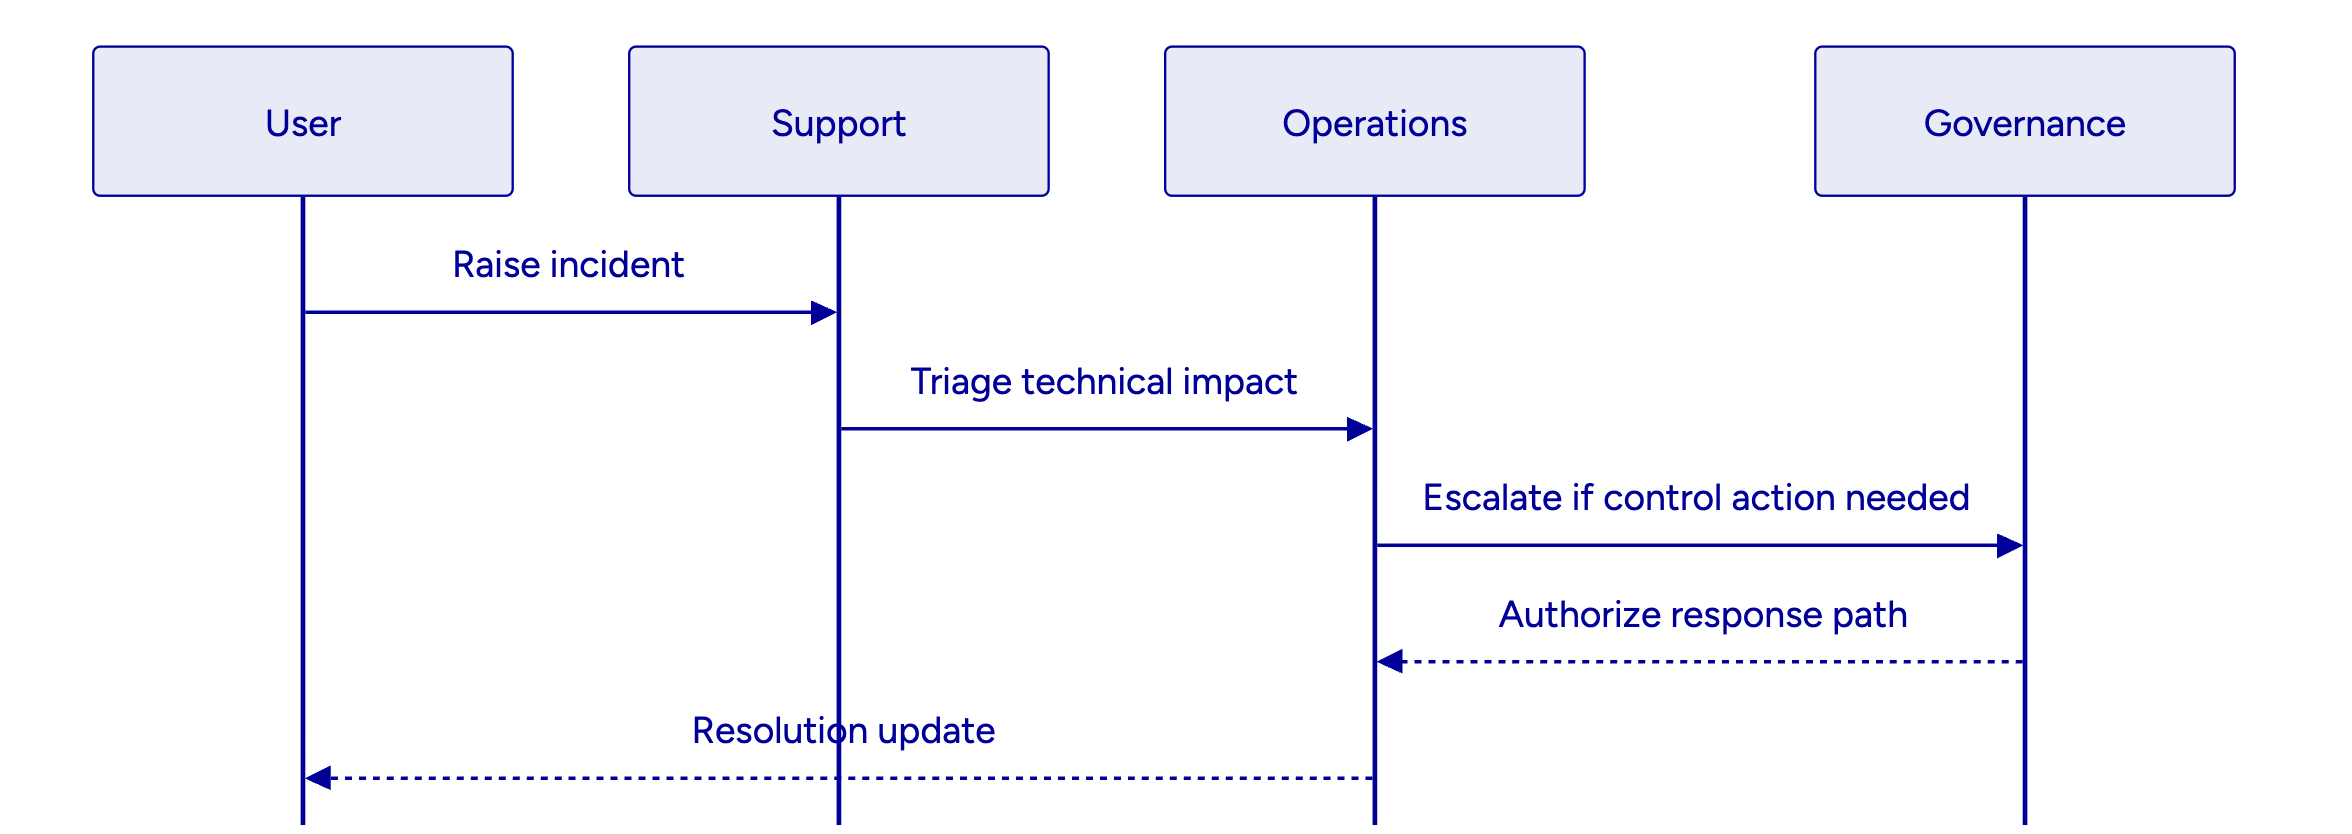 User
Support
Operations
Governance
Raise incident
Triage technical impact
Escalate if control action needed
Authorize response path
Resolution update